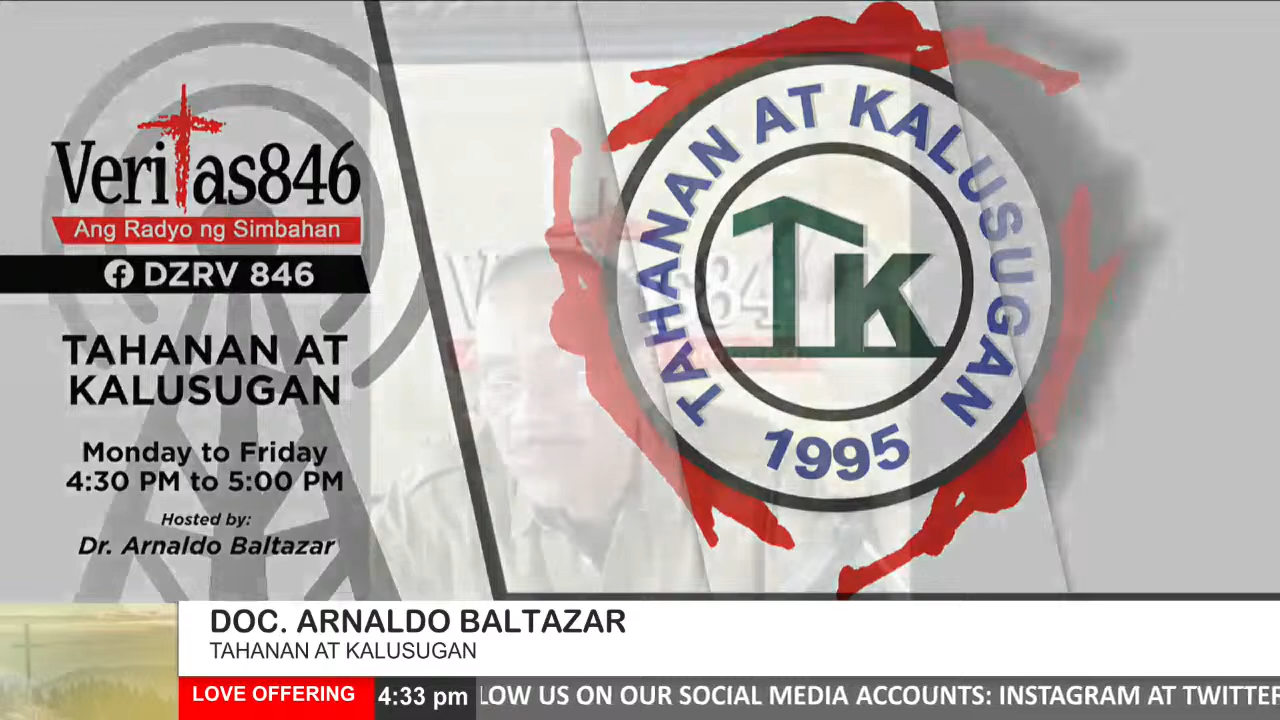 Veritas846
Ang Radyo ng Simbahan
DZRV 846
TAHANAN AT
KALUSUGAN
Monday to Friday
4:30 PM to 5:00 PM
Hosted by:
Dr. Arnaldo Baltazar
TAHANAN AT KALUSUGAN
TK
1995
Veritas846
DOC. ARNALDO BALTAZAR
TAHANAN AT KALUSUGAN
LOVE OFFERING
4:33 pm
LOW US ON OUR SOCIAL MEDIA ACCOUNTS: INSTAGRAM AT TWITTER